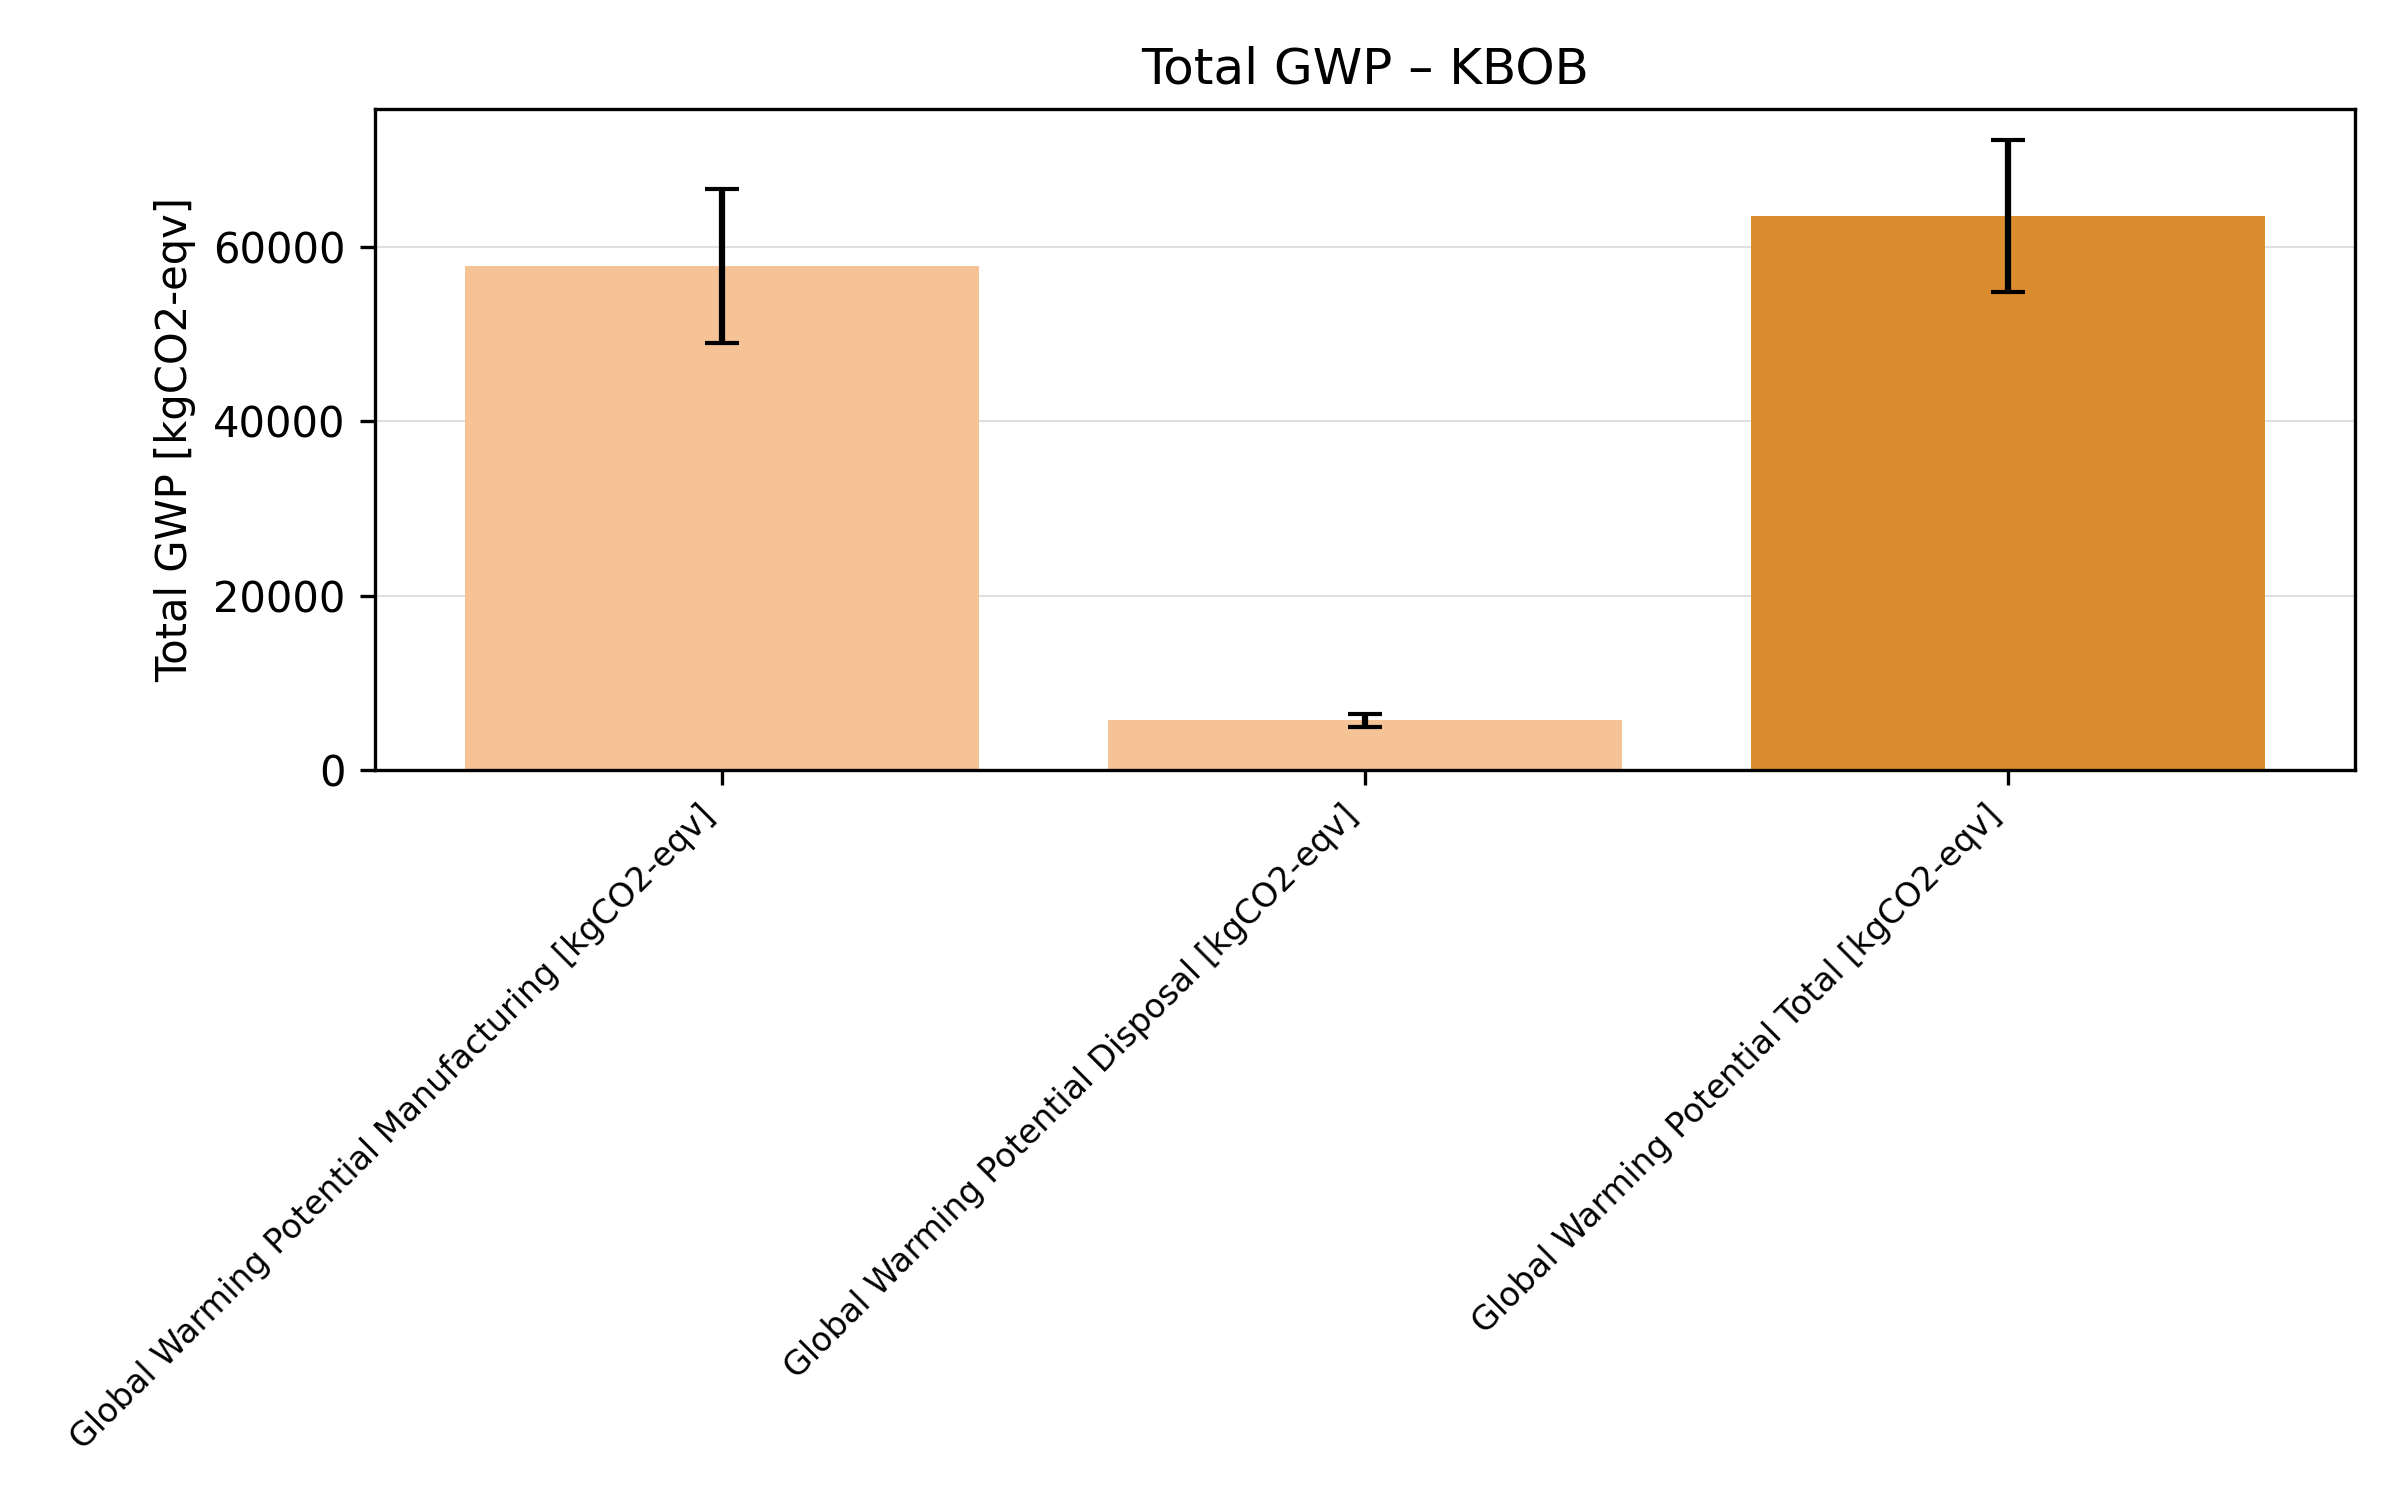 Total GWP – KBOB
Total GWP [kgCO2-eqv]
60000
40000
20000
0
Global Warming Potential Manufacturing [kgCO2-eqv]
Global Warming Potential Disposal [kgCO2-eqv]
Global Warming Potential Total [kgCO2-eqv]